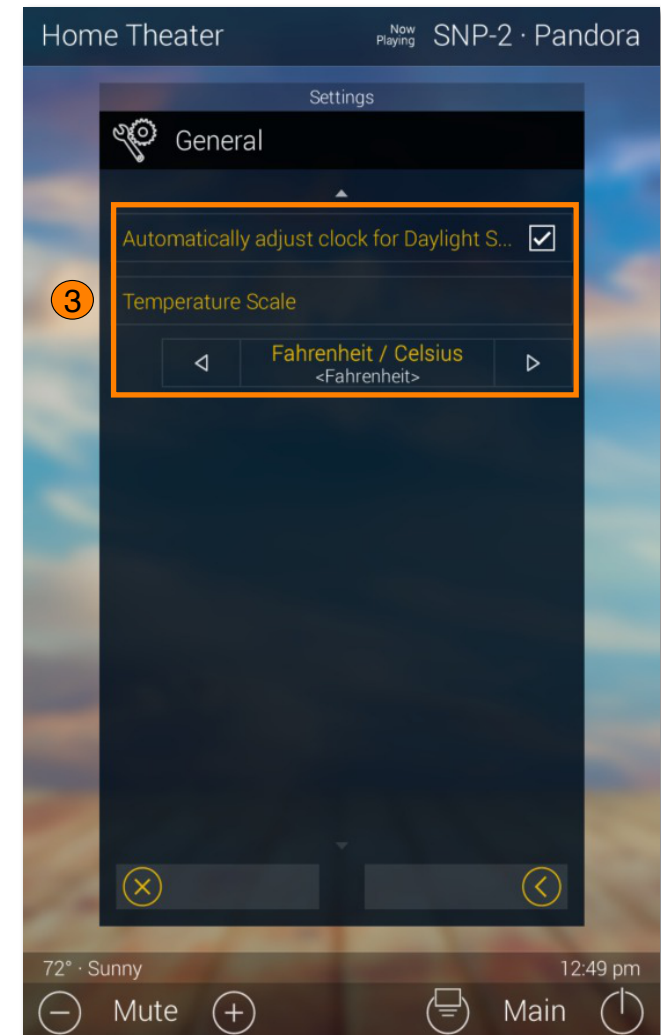 Home Theater
Now Playing SNP-2 · Pandora
Settings
General
Automatically adjust clock for Daylight S...
3
Temperature Scale
Fahrenheit / Celsius
<Fahrenheit>
72° · Sunny
12:49 pm
Mute
Main